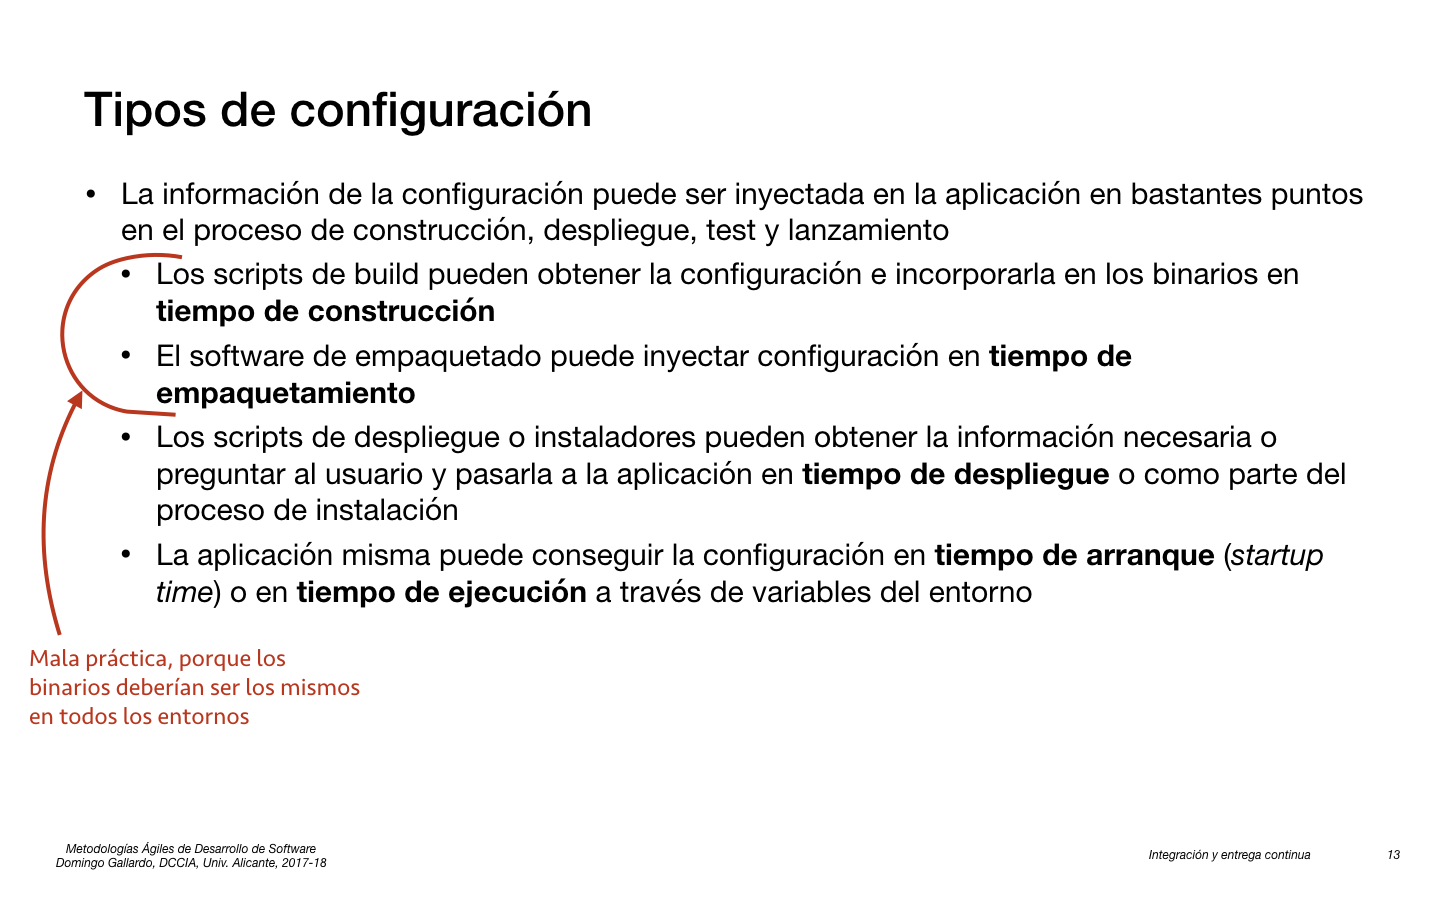 Tipos de configuración
• La información de la configuración puede ser inyectada en la aplicación en bastantes puntos
en el proceso de construcción, despliegue, test y lanzamiento
• Los scripts de build pueden obtener la configuración e incorporarla en los binarios en
tiempo de construcción
• El software de empaquetado puede inyectar configuración en tiempo de
empaquetamiento
• Los scripts de despliegue o instaladores pueden obtener la información necesaria o
preguntar al usuario y pasarla a la aplicación en tiempo de despliegue o como parte del
proceso de instalación
• La aplicación misma puede conseguir la configuración en tiempo de arranque (startup
time) o en tiempo de ejecución a través de variables del entorno
Mala práctica, porque los
binarios deberían ser los mismos
en todos los entornos
Metodologías Ágiles de Desarrollo de Software
Domingo Gallardo, DCCIA, Univ. Alicante, 2017-18
Integración y entrega continua
13